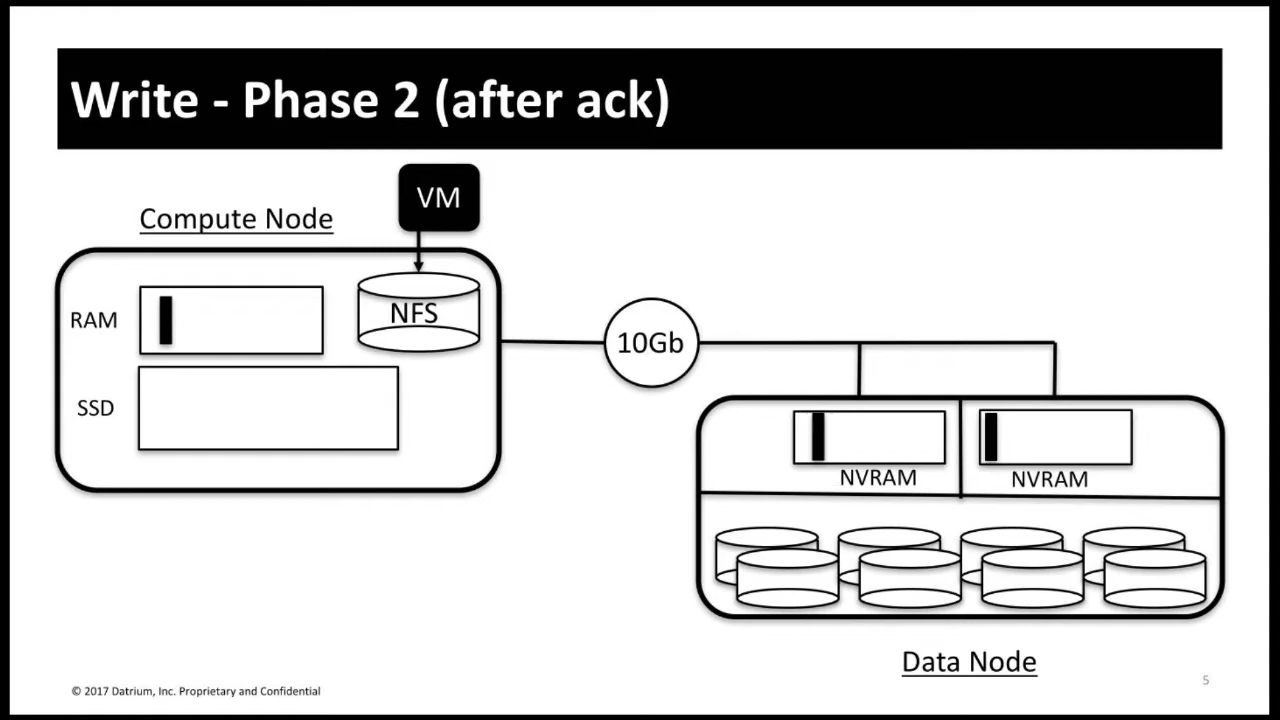 Write - Phase 2 (after ack)
VM
Compute Node
RAM
NFS
SSD
10Gb
NVRAM
NVRAM
Data Node
© 2017 Datrium, Inc. Proprietary and Confidential
5